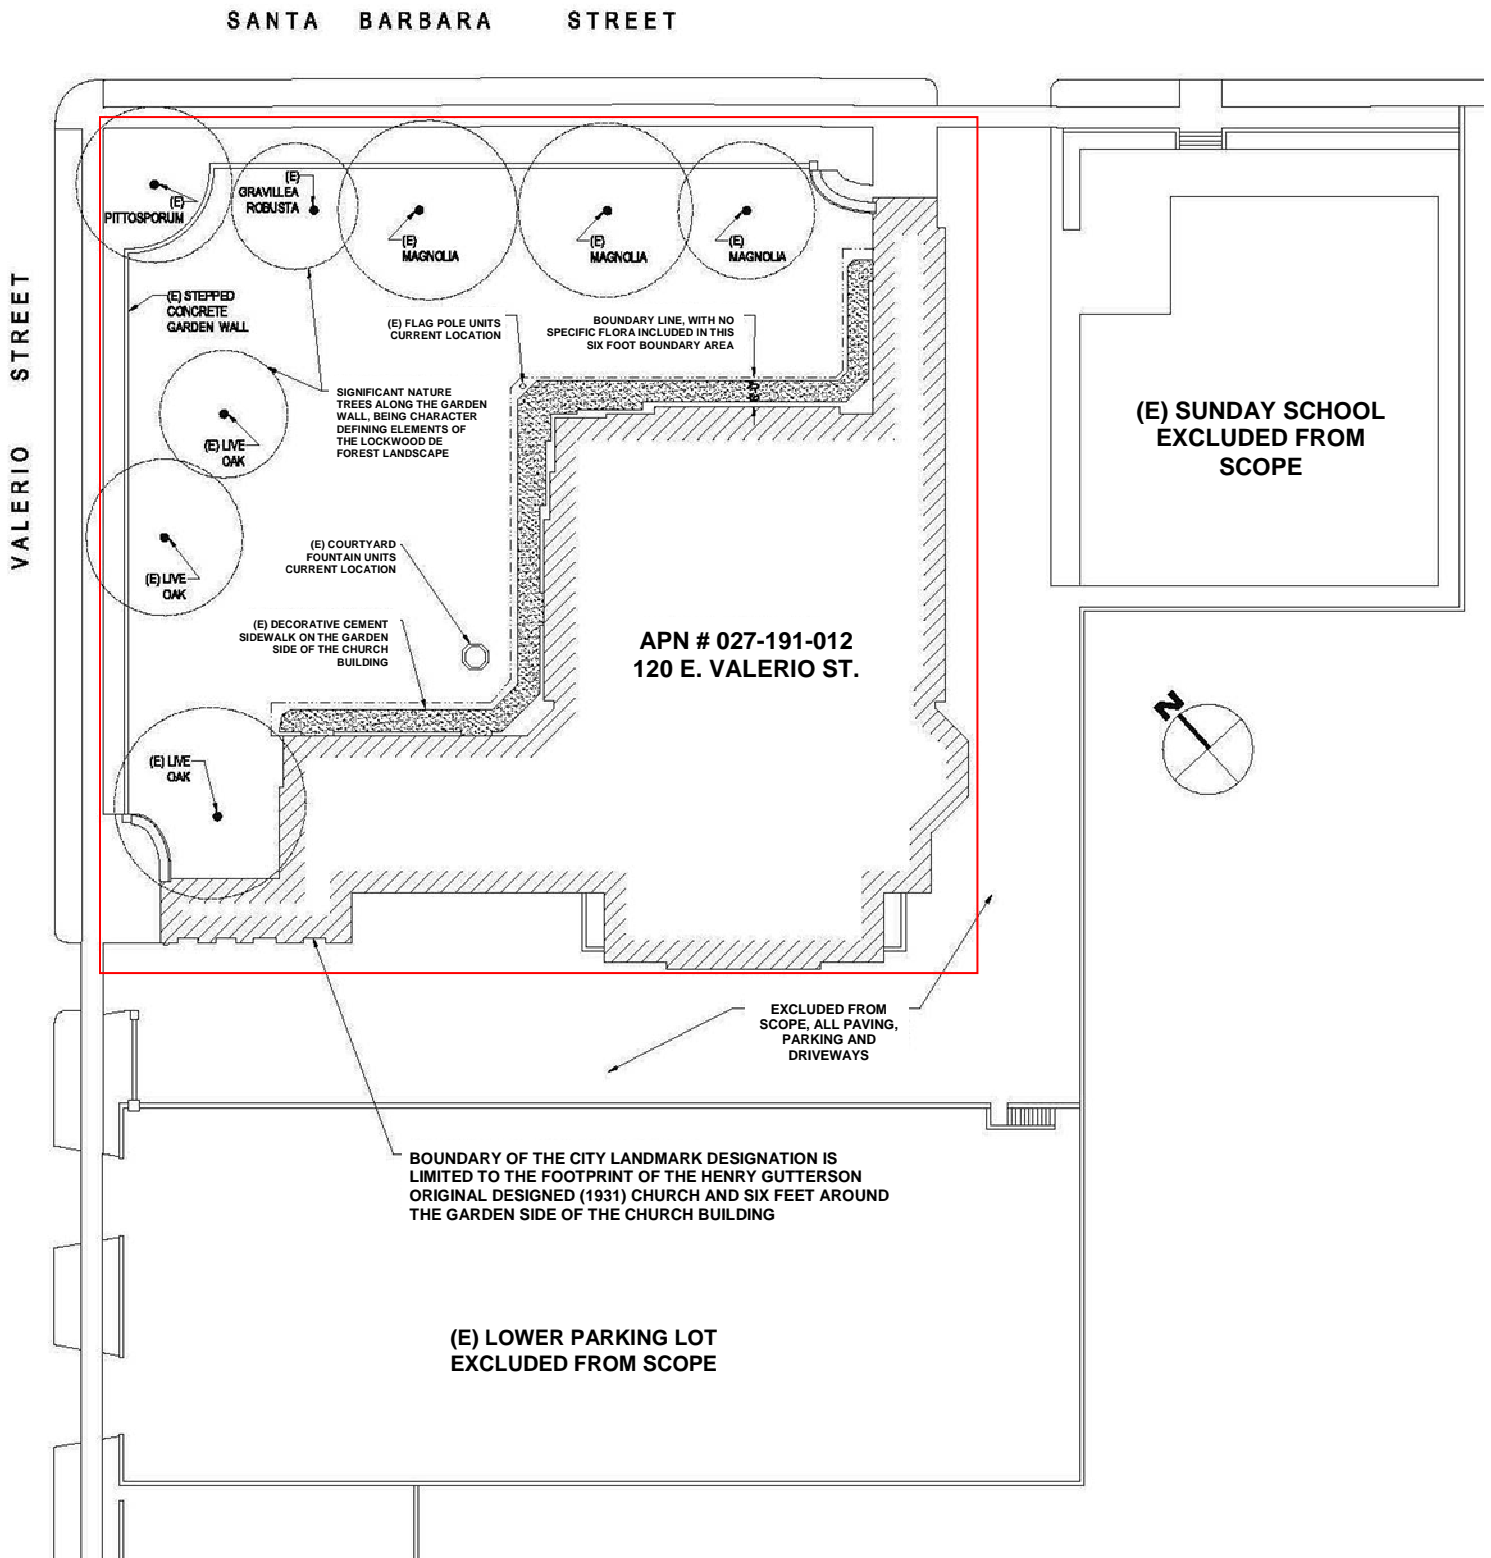 SANTA BARBARA STREET
VALERIO STREET
(E)
PITTOSPORUM
(E)
GRAVILLEA
ROBUSTA
(E)
MAGNOLIA
(E)
MAGNOLIA
(E)
MAGNOLIA
(E) STEPPED
CONCRETE
GARDEN WALL
(E) FLAG POLE UNITS
CURRENT LOCATION
BOUNDARY LINE, WITH NO
SPECIFIC FLORA INCLUDED IN THIS
SIX FOOT BOUNDARY AREA
SIGNIFICANT NATURE
TREES ALONG THE GARDEN
WALL, BEING CHARACTER
DEFINING ELEMENTS OF
THE LOCKWOOD DE
FOREST LANDSCAPE
(E) LIVE
OAK
(E) LIVE
OAK
(E) COURTYARD
FOUNTAIN UNITS
CURRENT LOCATION
(E) DECORATIVE CEMENT
SIDEWALK ON THE GARDEN
SIDE OF THE CHURCH
BUILDING
(E) LIVE
OAK
APN # 027-191-012
120 E. VALERIO ST.
(E) SUNDAY SCHOOL
EXCLUDED FROM
SCOPE
N
EXCLUDED FROM
SCOPE, ALL PAVING,
PARKING AND
DRIVEWAYS
BOUNDARY OF THE CITY LANDMARK DESIGNATION IS
LIMITED TO THE FOOTPRINT OF THE HENRY GUTTERSON
ORIGINAL DESIGNED (1931) CHURCH AND SIX FEET AROUND
THE GARDEN SIDE OF THE CHURCH BUILDING
(E) LOWER PARKING LOT
EXCLUDED FROM SCOPE